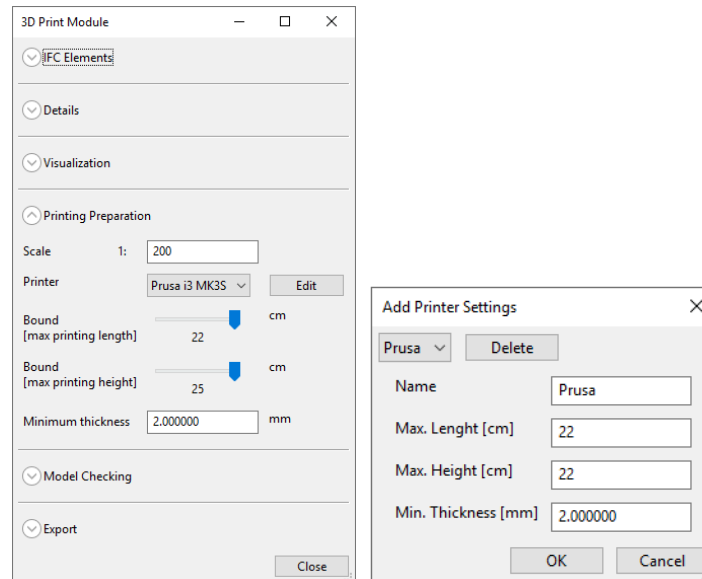 3D Print Module
IFC Elements
Details
Visualization
Printing Preparation
Scale 1: 200
Printer Prusa i3 MK3S Edit
Bound cm
[max printing length] 22
Bound cm
[max printing height] 25
Minimum thickness 2.000000 mm
Model Checking
Export
Close
Add Printer Settings
Prusa Delete
Name Prusa
Max. Lenght [cm] 22
Max. Height [cm] 22
Min. Thickness [mm] 2.000000
OK Cancel